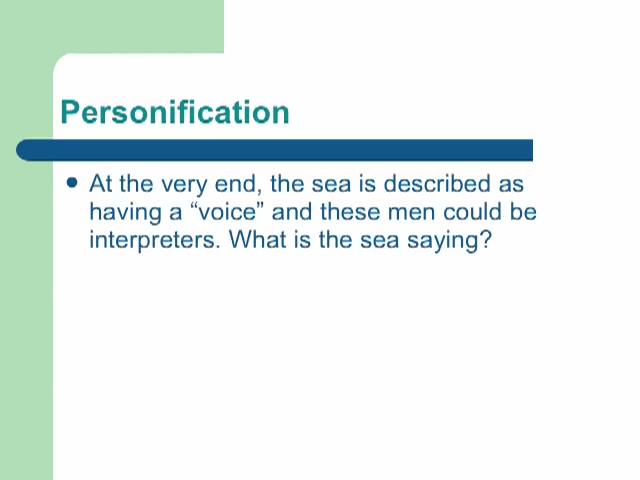 Personification
At the very end, the sea is described as
having a “voice” and these men could be
interpreters. What is the sea saying?